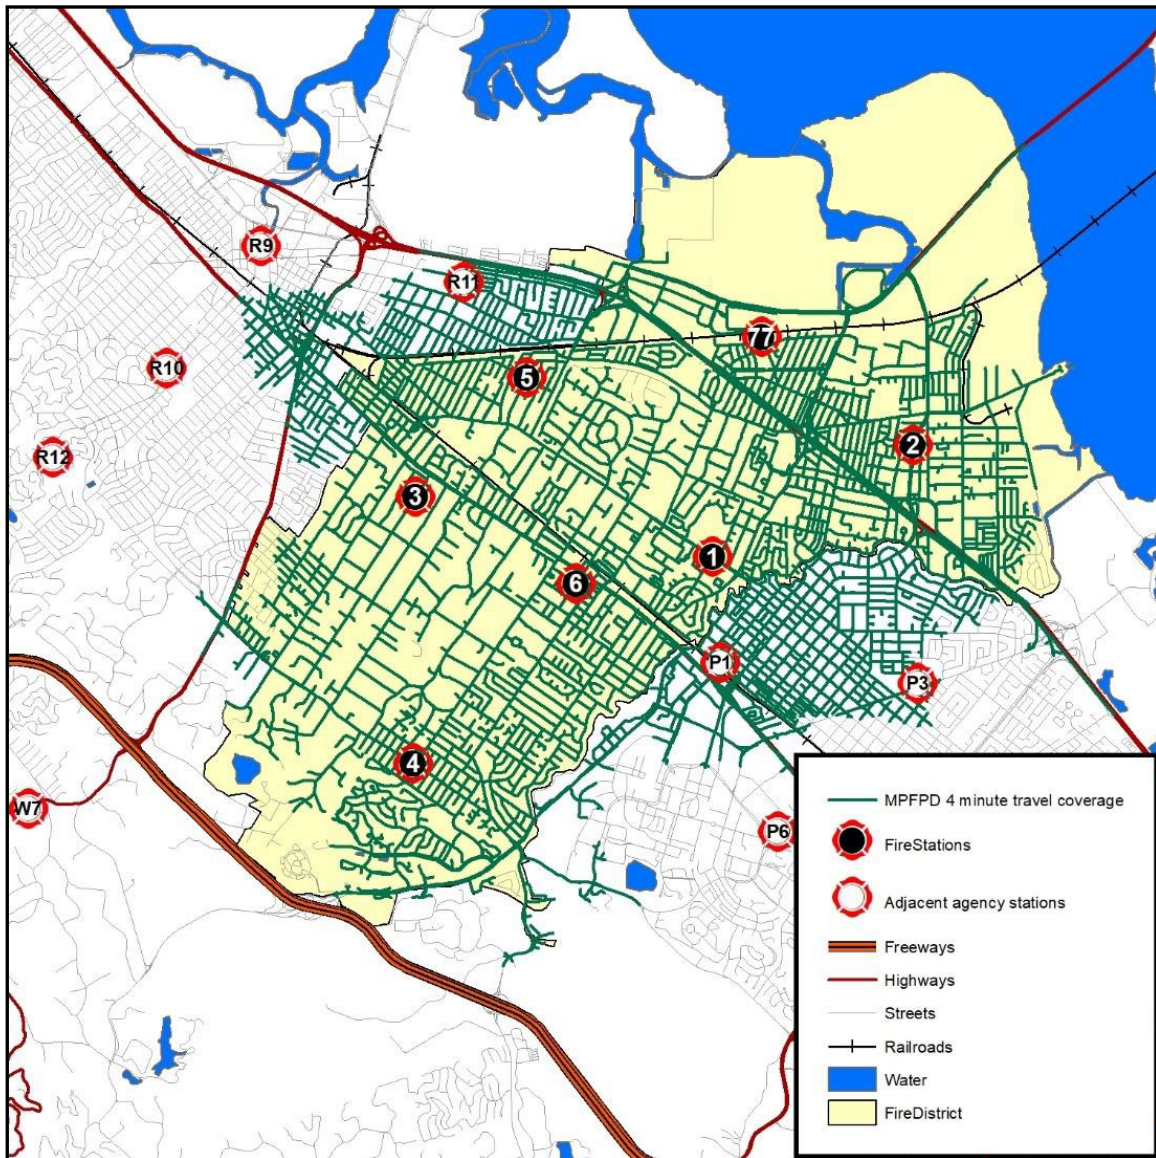 R9
R11
77
R10
5
2
R12
3
1
6
P1
P3
4
W7
P6
MPFPD 4 minute travel coverage
FireStations
Adjacent agency stations
Freeways
Highways
Streets
Railroads
Water
FireDistrict